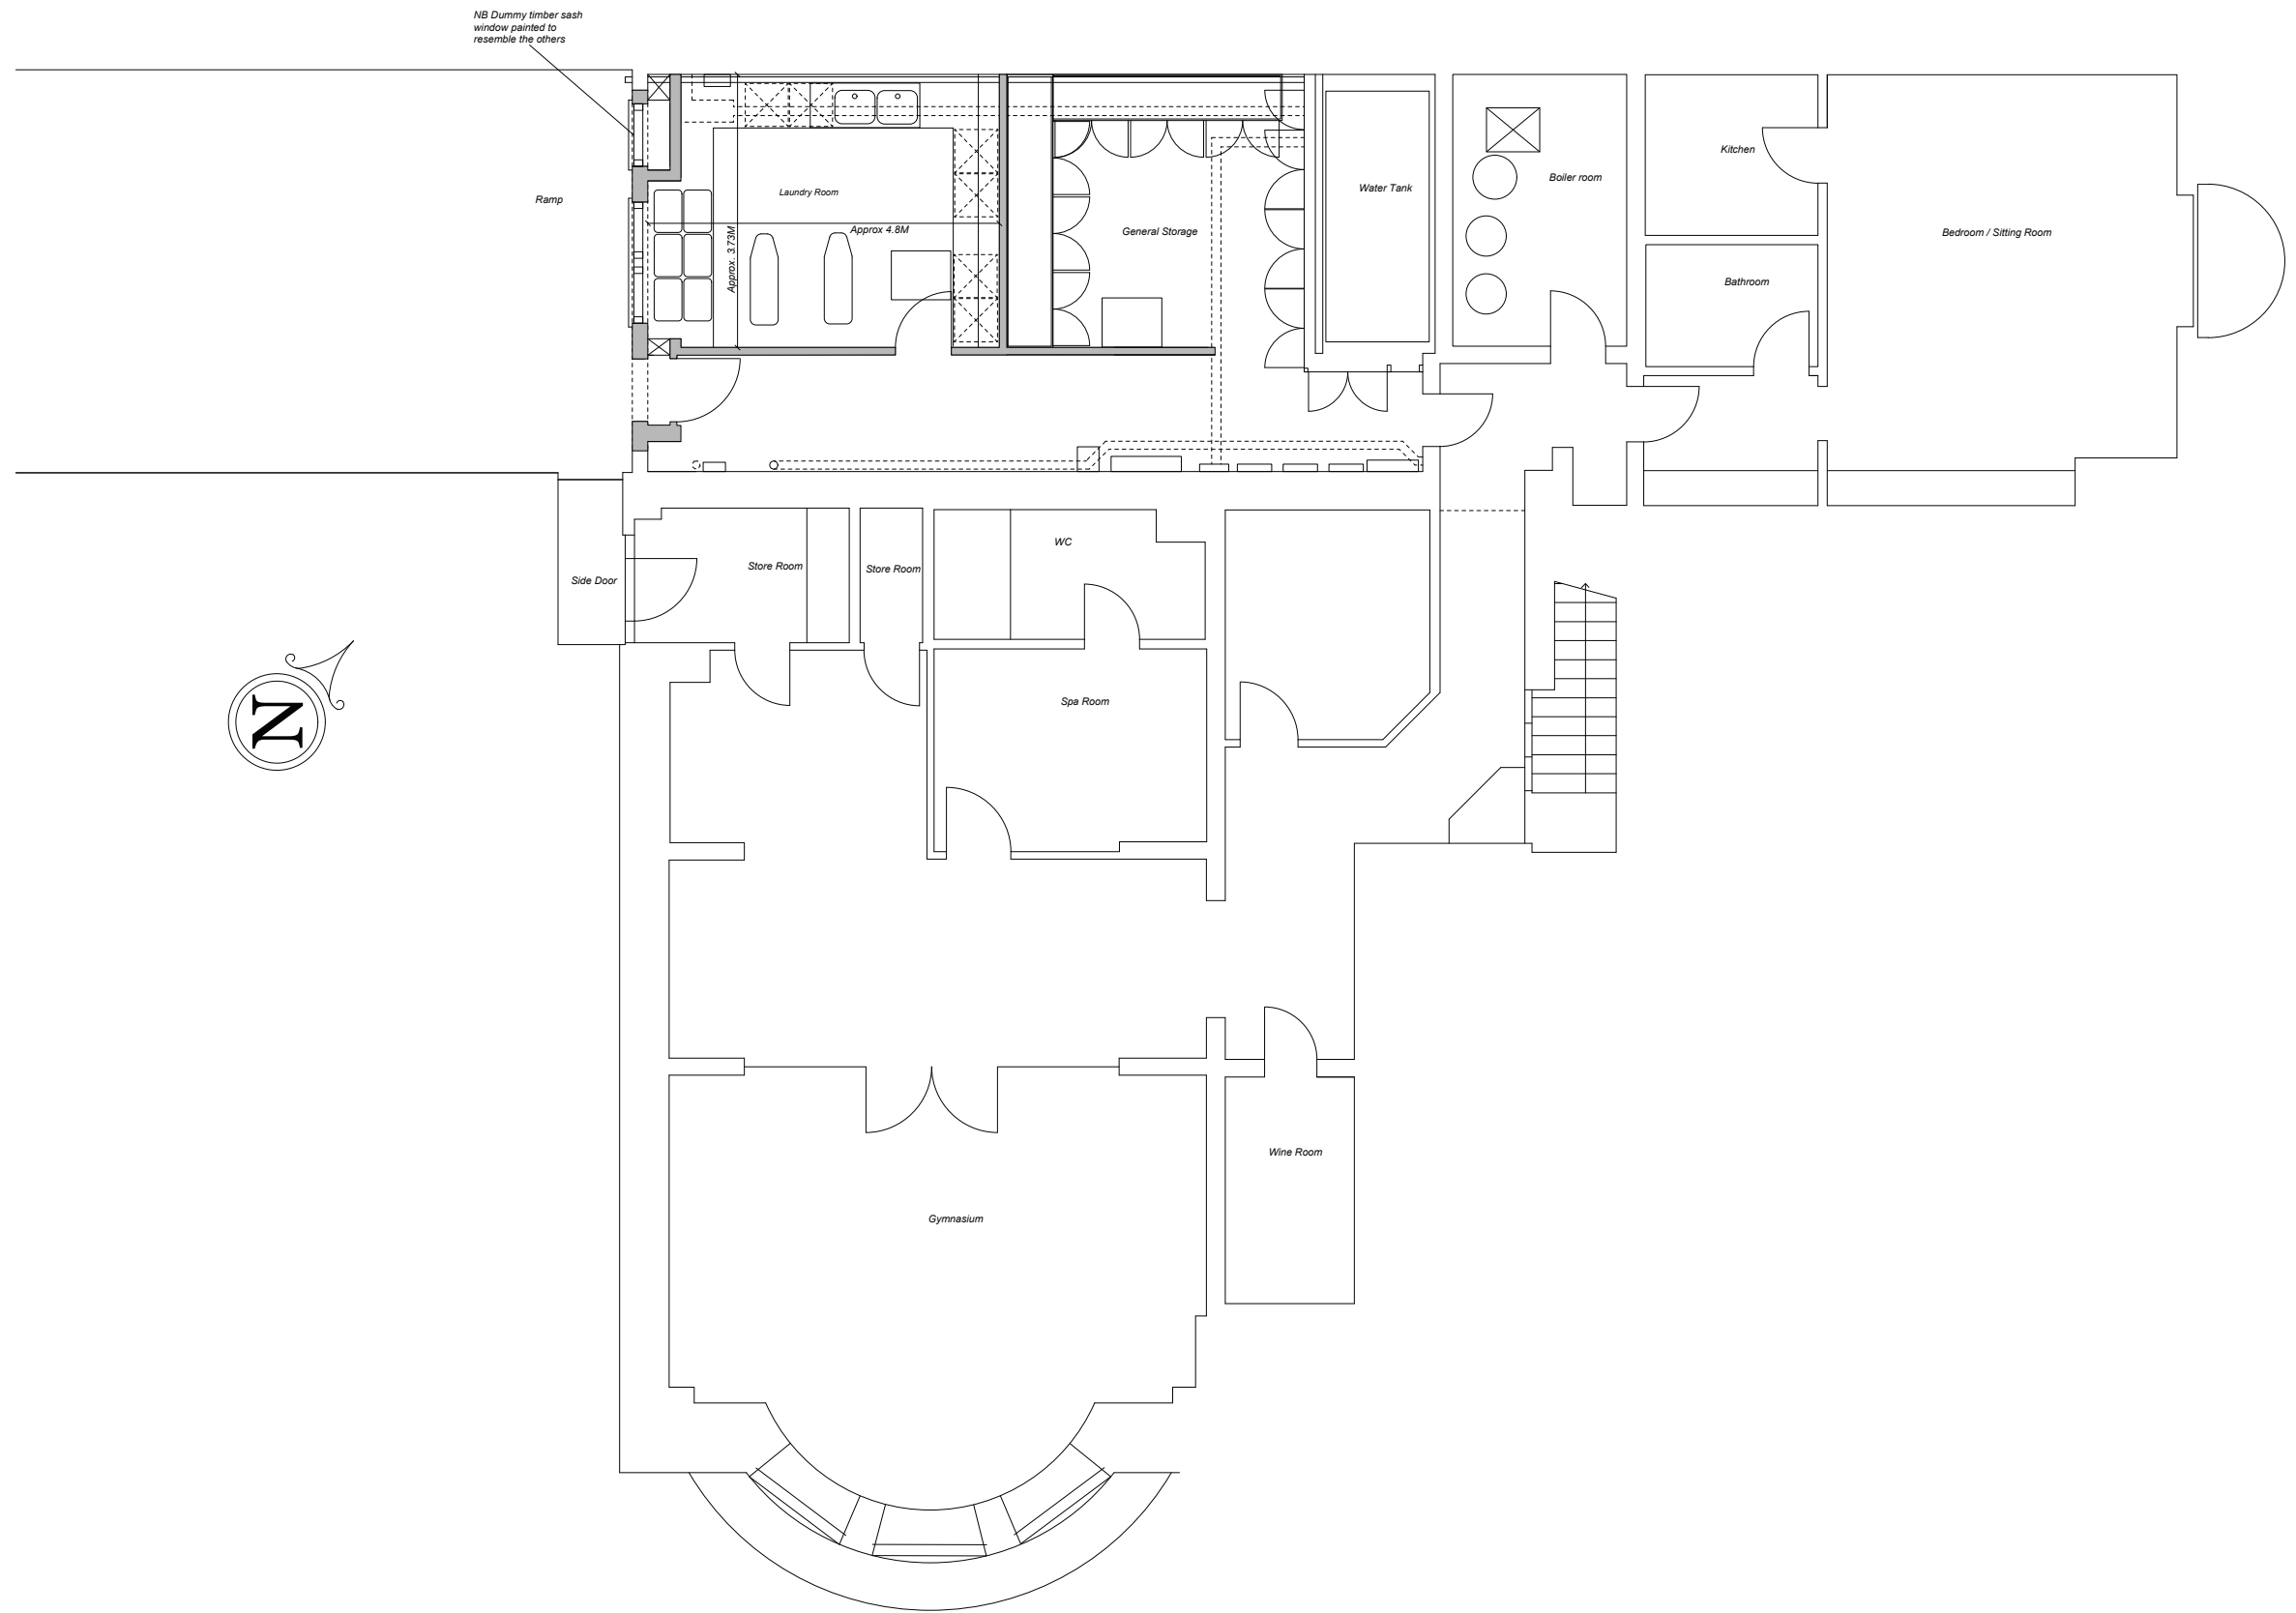 NB Dummy timber sash
window painted to
resemble the others
Ramp
Laundry Room
Approx 4.8M
Approx. 3.73M
General Storage
Water Tank
Boiler room
Kitchen
Bathroom
Bedroom / Sitting Room
Side Door
Store Room
Store Room
WC
Spa Room
N
Wine Room
Gymnasium